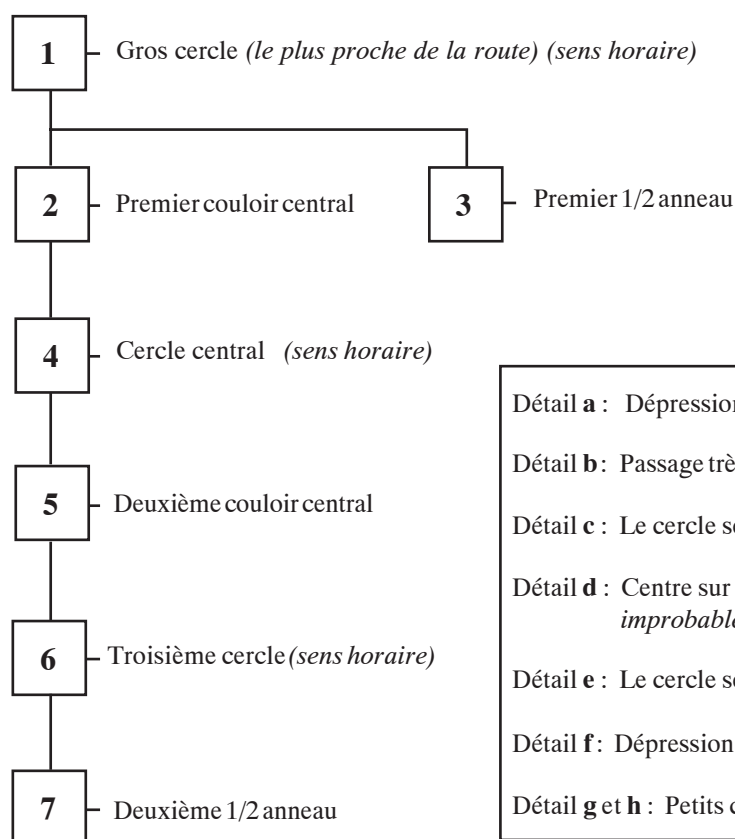 1 Gros cercle (le plus proche de la route) (sens horaire)
2 Premier couloir central
3 Premier 1/2 anneau
4 Cercle central (sens horaire)
5 Deuxième couloir central
6 Troisième cercle (sens horaire)
7 Deuxième 1/2 anneau
Détail a : Dépression
Détail b : Passage
Détail c : Le cercle
Détail d : Centre sur
improbable
Détail e : Le cercle
Détail f : Dépression
Détail g et h : Petits